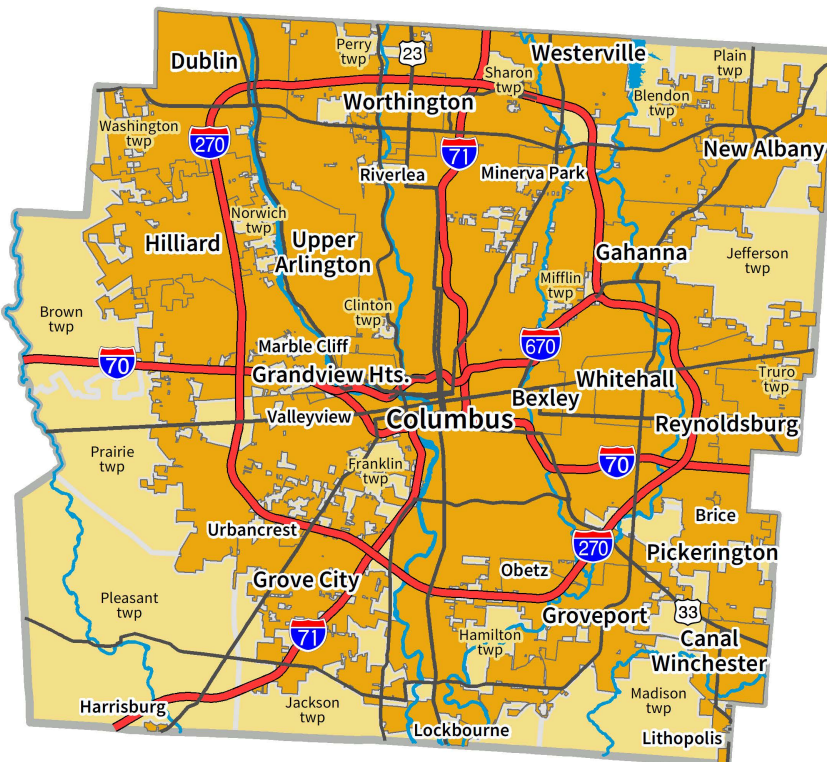 Perry
twp
23
Westerville
Plain
twp
Dublin
Sharon
twp
Blendon
twp
Worthington
Washington
twp
270
71
New Albany
Riverlea
Minerva Park
Norwich
twp
Hilliard
Upper
Arlington
Gahanna
Jefferson
twp
Mifflin
twp
Brown
twp
Clinton
twp
Marble Cliff
670
70
Grandview Hts.
Whitehall
Truro
twp
Bexley
Valleyview
Columbus
Reynoldsburg
Prairie
twp
Franklin
twp
70
Brice
Urbancrest
270
Pickerington
Obetz
Grove City
Pleasant
twp
33
Groveport
71
Hamilton
twp
Canal
Winchester
Madison
twp
Harrisburg
Jackson
twp
Lockbourne
Lithopolis